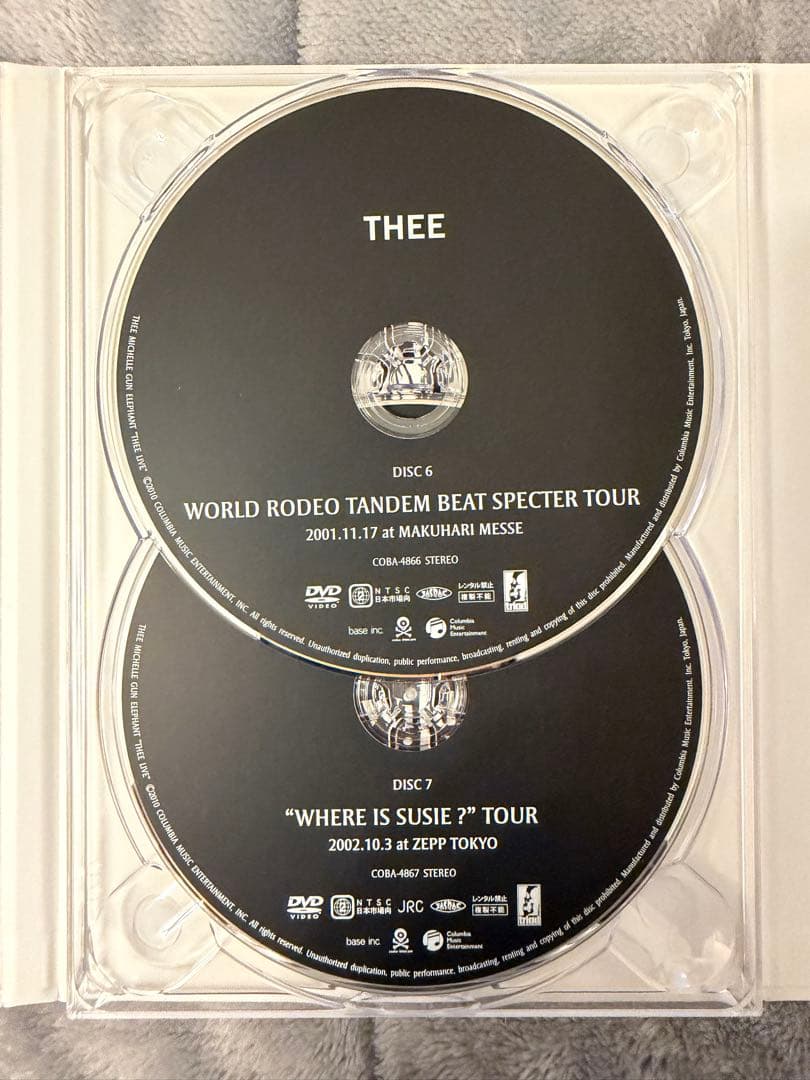 THEE
DISC 6
WORLD RODEO TANDEM BEAT SPECTER TOUR
2001.11.17 at MAKUHARI MESSE
COBA-4866 STEREO
DVD VIDEO
2
NTSC
日本市場向
JASRAC
レンタル禁止
複製不能
triad
base inc
Columbia
Music
Entertainment
THEE MICHELLE GUN ELEPHANT "THEE LIVE" ©2010 COLUMBIA MUSIC ENTERTAINMENT, INC. All rights reserved. Unauthorized duplication, public performance, broadcasting, renting and copying of this disc prohibited. Manufactured and distributed by Columbia Music Entertainment, Inc. Tokyo, Japan.
DISC 7
“WHERE IS SUSIE ?” TOUR
2002.10.3 at ZEPP TOKYO
COBA-4867 STEREO
DVD VIDEO
2
NTSC
日本市場向
JRC
JASRAC
レンタル禁止
複製不能
triad
base inc
Columbia
Music
Entertainment
THEE MICHELLE GUN ELEPHANT "THEE LIVE" ©2010 COLUMBIA MUSIC ENTERTAINMENT, INC. All rights reserved. Unauthorized duplication, public performance, broadcasting, renting and copying of this disc prohibited. Manufactured and distributed by Columbia Music Entertainment, Inc. Tokyo, Japan.